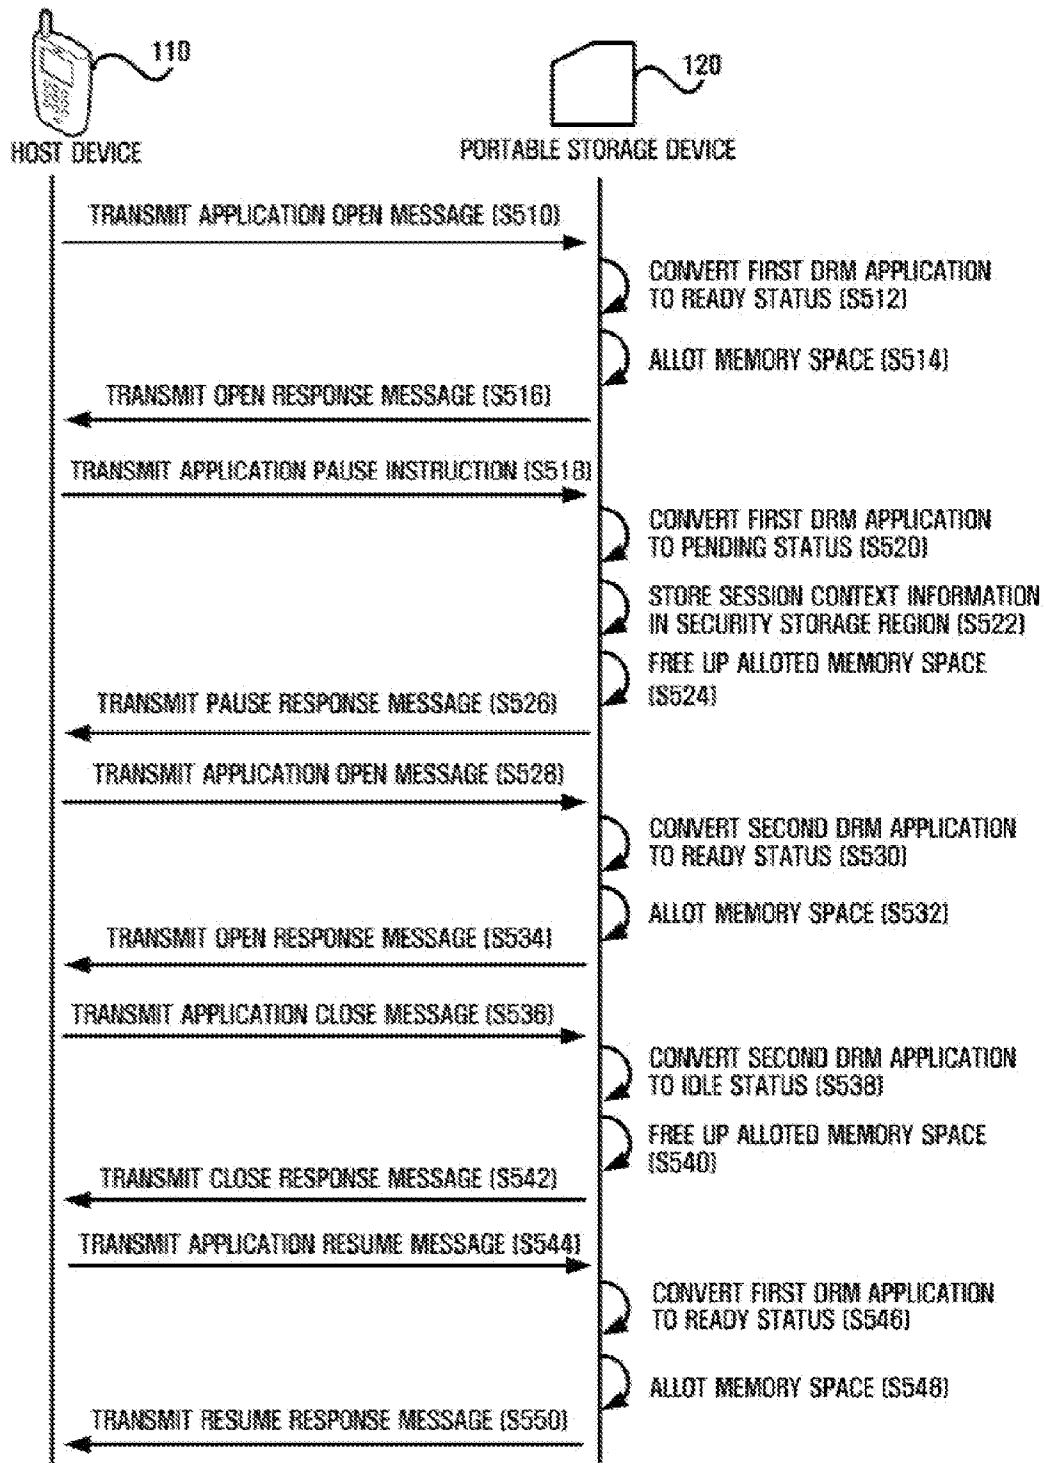 110
120
HOST DEVICE
PORTABLE STORAGE DEVICE
TRANSMIT APPLICATION OPEN MESSAGE (S510)
CONVERT FIRST DRM APPLICATION
TO READY STATUS (S512)
ALLOT MEMORY SPACE (S514)
TRANSMIT OPEN RESPONSE MESSAGE (S516)
TRANSMIT APPLICATION PAUSE INSTRUCTION (S518)
CONVERT FIRST DRM APPLICATION
TO PENDING STATUS (S520)
STORE SESSION CONTEXT INFORMATION
IN SECURITY STORAGE REGION (S522)
FREE UP ALLOTED MEMORY SPACE
(S524)
TRANSMIT PAUSE RESPONSE MESSAGE (S526)
TRANSMIT APPLICATION OPEN MESSAGE (S528)
CONVERT SECOND DRM APPLICATION
TO READY STATUS (S530)
ALLOT MEMORY SPACE (S532)
TRANSMIT OPEN RESPONSE MESSAGE (S534)
TRANSMIT APPLICATION CLOSE MESSAGE (S536)
CONVERT SECOND DRM APPLICATION
TO IDLE STATUS (S538)
FREE UP ALLOTED MEMORY SPACE
(S540)
TRANSMIT CLOSE RESPONSE MESSAGE (S542)
TRANSMIT APPLICATION RESUME MESSAGE (S544)
CONVERT FIRST DRM APPLICATION
TO READY STATUS (S546)
ALLOT MEMORY SPACE (S548)
TRANSMIT RESUME RESPONSE MESSAGE (S550)